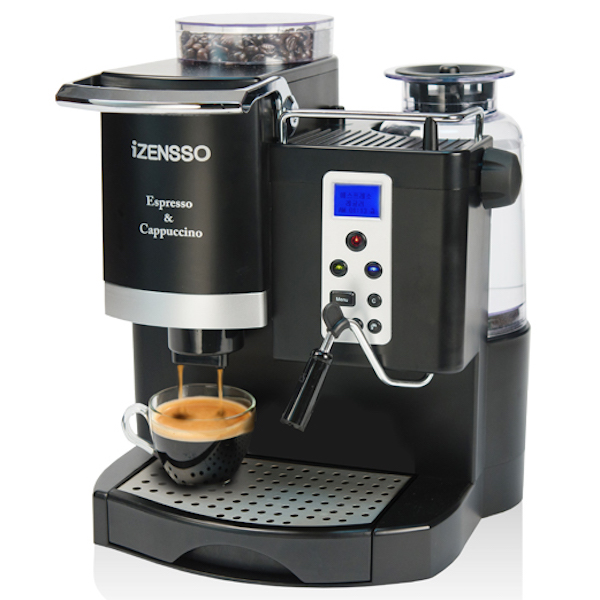 iZENSSO
Espresso
&
Cappuccino
Menu
C